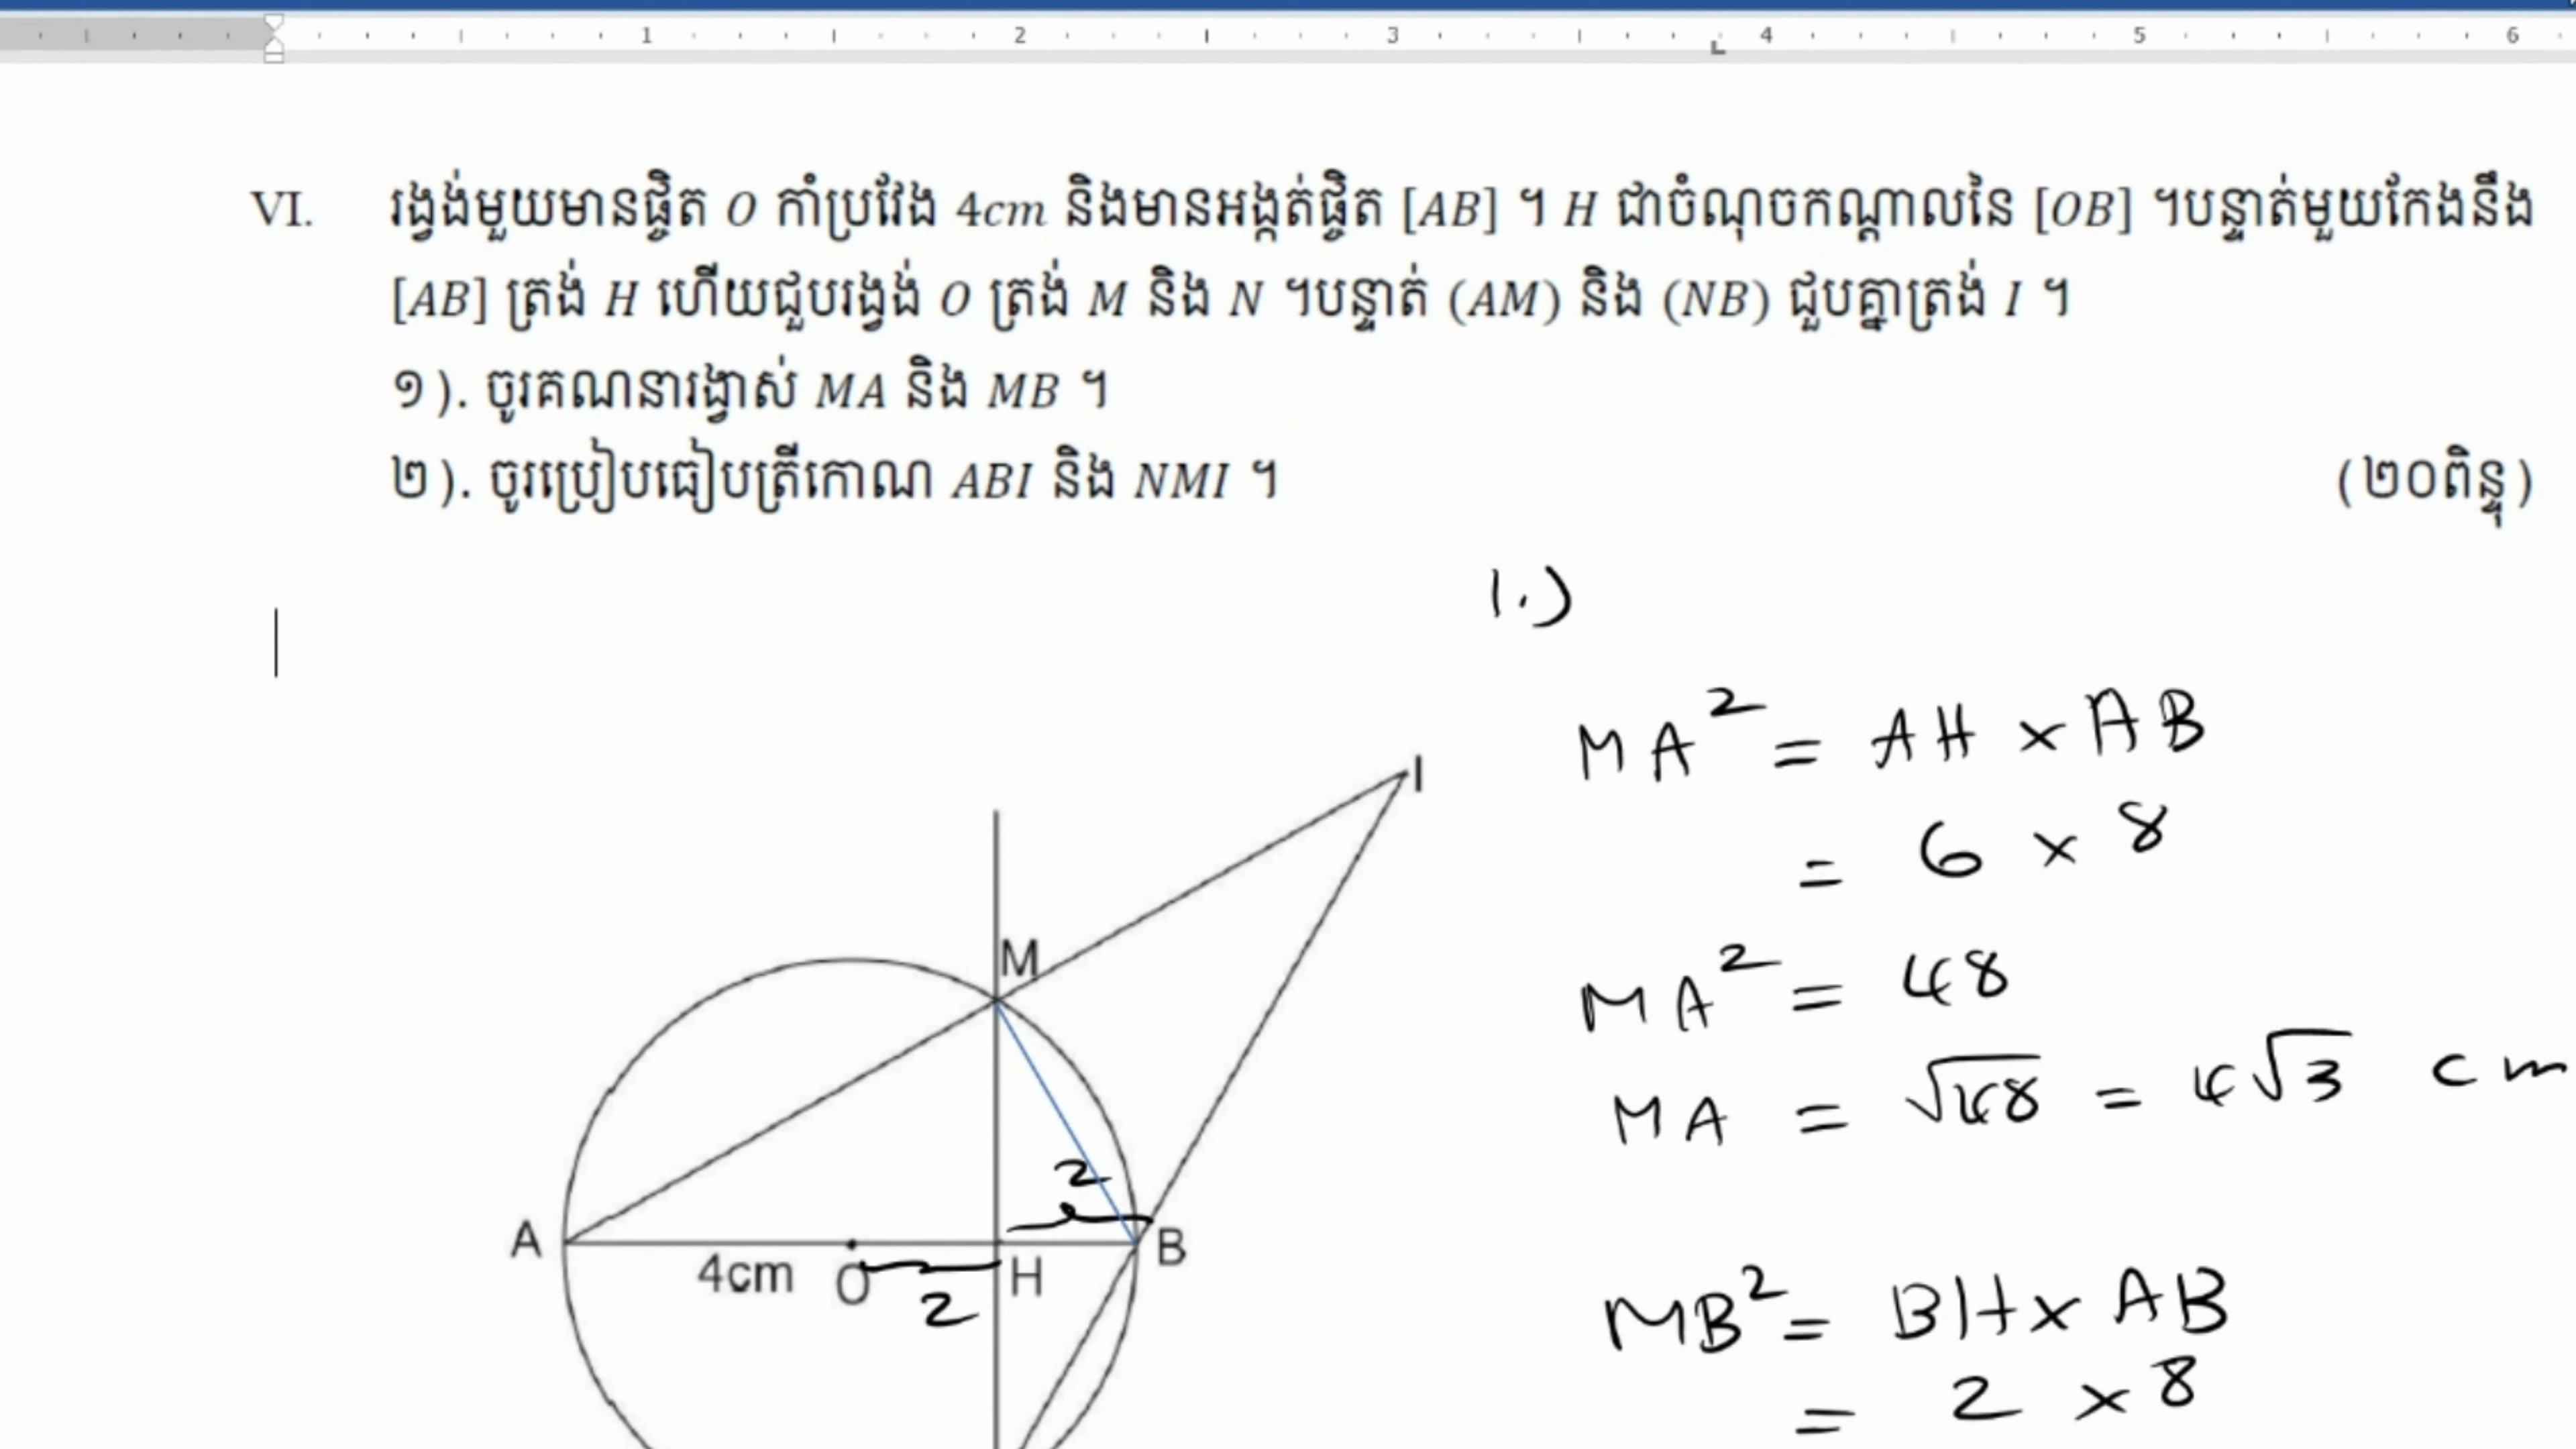 1 2 3 4 5 6
VI. រង្វង់មួយមានផ្ចិត O កាំប្រវែង 4cm និងមានអង្កត់ផ្ចិត [AB] ។ H ជាចំណុចកណ្តាលនៃ [OB] ។បន្ទាត់មួយកែងនឹង
[AB] ត្រង់ H ហើយជួបរង្វង់ O ត្រង់ M និង N ។បន្ទាត់ (AM) និង (NB) ជួបគ្នាត្រង់ I ។
១). ចូរគណនារង្វាស់ MA និង MB ។
២). ចូរប្រៀបធៀបត្រីកោណ ABI និង NMI ។ (២០ពិន្ទុ)
1.)
MA² = AH × AB
= 6 × 8
MA² = 48
MA = √48 = 4√3 cm
MB² = BH × AB
= 2 × 8
I
M
2
A
B
4cm O H
2